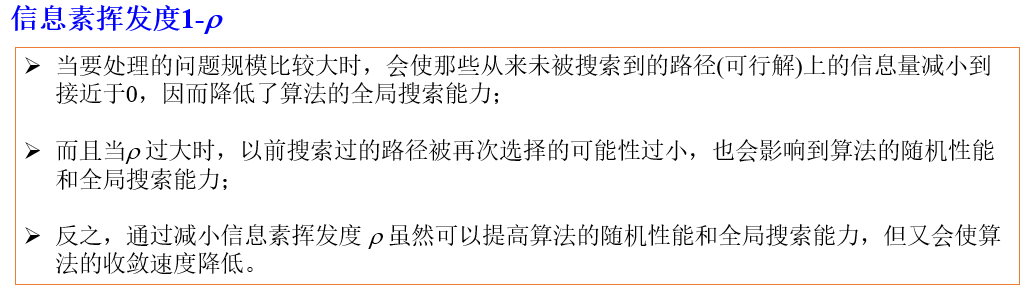 信息素挥发度1-ρ
➢ 当要处理的问题规模比较大时，会使那些从来未被搜索到的路径(可行解)上的信息量减小到
接近于0，因而降低了算法的全局搜索能力；
➢ 而且当ρ过大时，以前搜索过的路径被再次选择的可能性过小，也会影响到算法的随机性能
和全局搜索能力；
➢ 反之，通过减小信息素挥发度 ρ 虽然可以提高算法的随机性能和全局搜索能力，但又会使算
法的收敛速度降低。